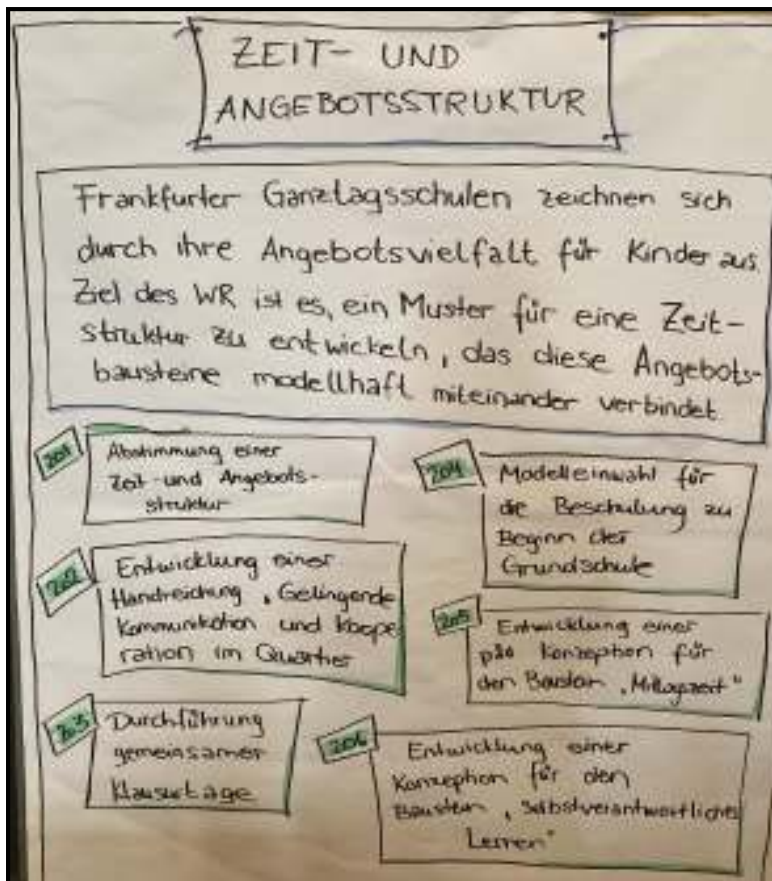 ZEIT- UND
ANGEBOTSSTRUKTUR
Frankfurter Ganztagsschulen zeichnen sich
durch ihre Angebotsvielfalt für Kinder aus.
Ziel des WR ist es, ein Muster für eine Zeit-
struktur zu entwickeln, das diese Angebots-
bausteine modellhaft miteinander verbindet
Abstimmung einer
Zeit- und Angebots-
struktur
202
Entwicklung einer
Handreichung „Gelingende
Kommunikation und Koope
ration im Quartier
203
Durchführung
gemeinsamer
Klausurtage
204
Modelleinwahl für
die Beschulung zu
Beginn der
Grundschule
205
Entwicklung einer
päd Konzeption für
den Baustein „Mittagszeit"
206
Entwicklung einer
Konzeption für den
Baustein „selbstverantwortliches
Lernen"